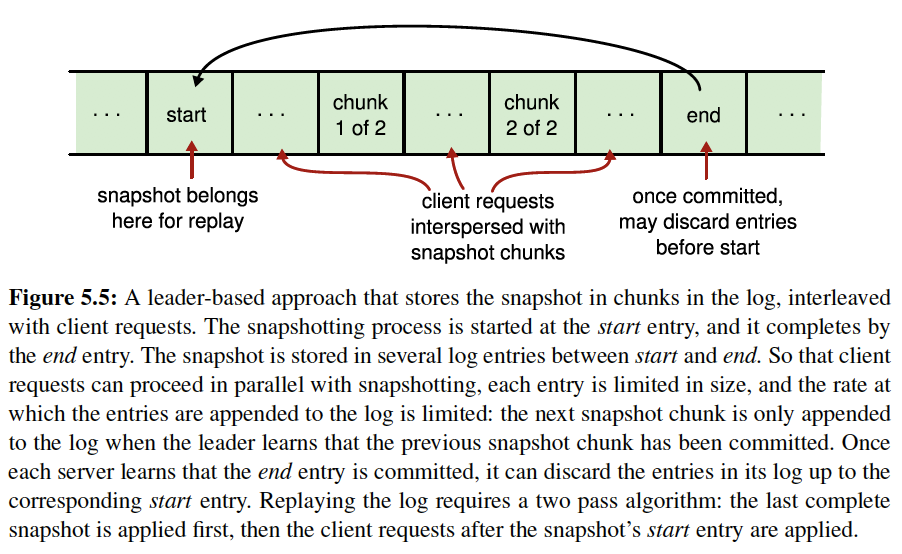 . . .
start
. . .
chunk
1 of 2
. . .
chunk
2 of 2
. . .
end
. . .
snapshot belongs
here for replay
client requests
interspersed with
snapshot chunks
once committed,
may discard entries
before start
Figure 5.5: A leader-based approach that stores the snapshot in chunks in the log, interleaved
with client requests. The snapshotting process is started at the start entry, and it completes by
the end entry. The snapshot is stored in several log entries between start and end. So that client
requests can proceed in parallel with snapshotting, each entry is limited in size, and the rate at
which the entries are appended to the log is limited: the next snapshot chunk is only appended
to the log when the leader learns that the previous snapshot chunk has been committed. Once
each server learns that the end entry is committed, it can discard the entries in its log up to the
corresponding start entry. Replaying the log requires a two pass algorithm: the last complete
snapshot is applied first, then the client requests after the snapshot’s start entry are applied.